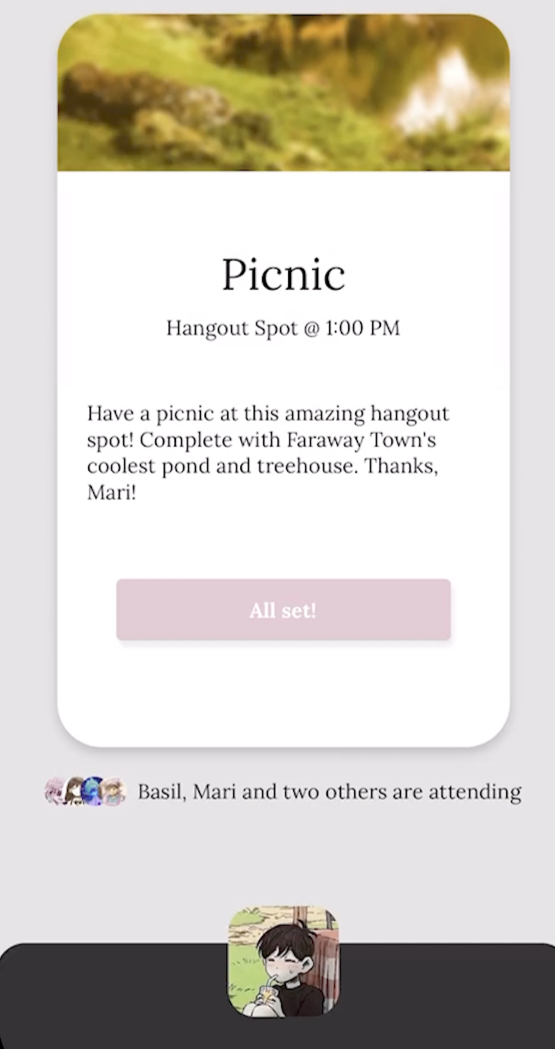 Picnic
Hangout Spot @ 1:00 PM
Have a picnic at this amazing hangout
spot! Complete with Faraway Town's
coolest pond and treehouse. Thanks,
Mari!
All set!
Basil, Mari and two others are attending